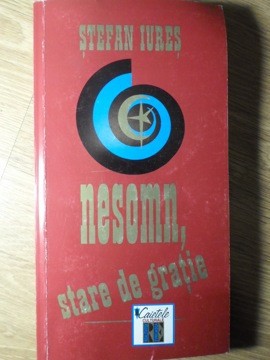 ȘTEFAN IUREȘ
nesomn,
stare de grație
Caietele